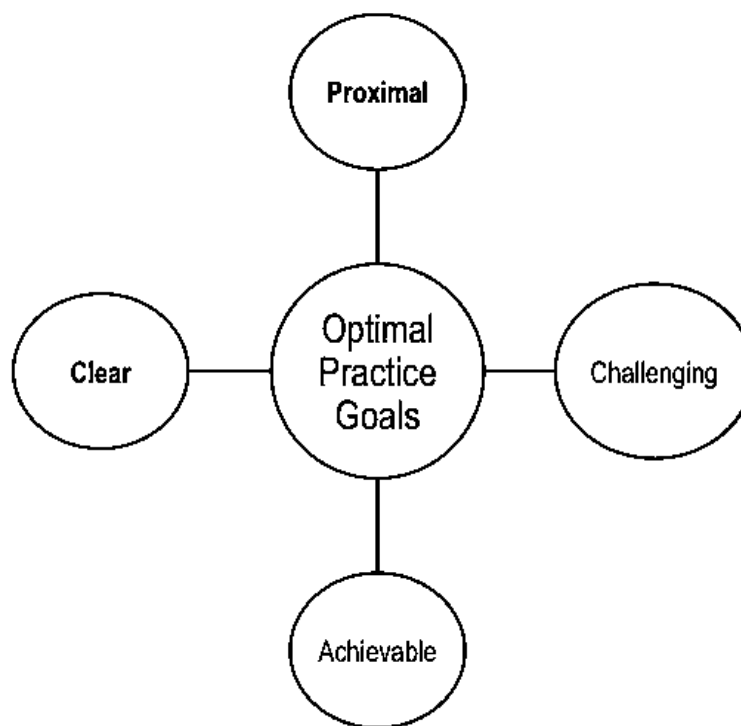 Proximal
Clear
Optimal
Practice
Goals
Challenging
Achievable